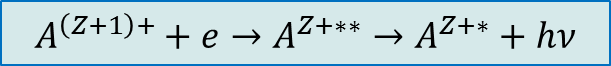 A^{(Z+1)+} + e → A^{Z+**} → A^{Z+*} + hν